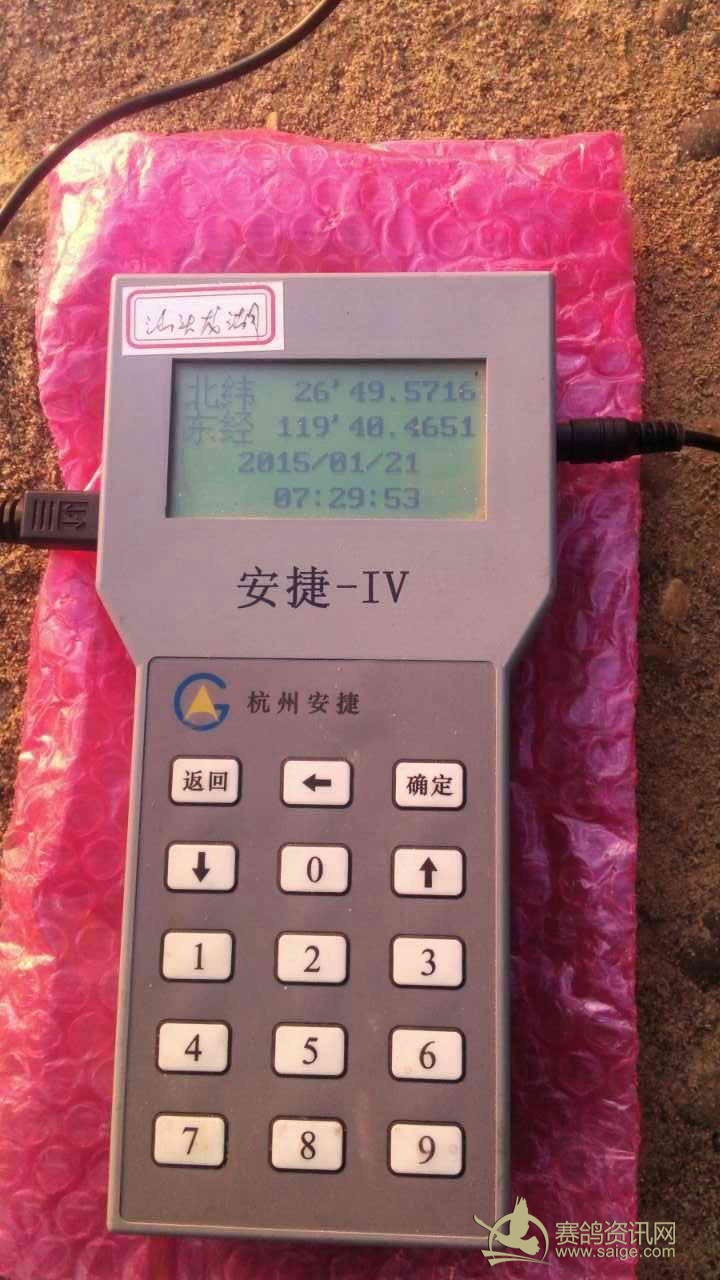 汕头龙湖
北纬 26'49.5716
东经 119'40.4651
2015/01/21
07:29:53
安捷-IV
杭州安捷
返回 ← 确定
↓ 0 ↑
1 2 3
4 5 6
7 8 9
赛鸽资讯网
www.saige.com